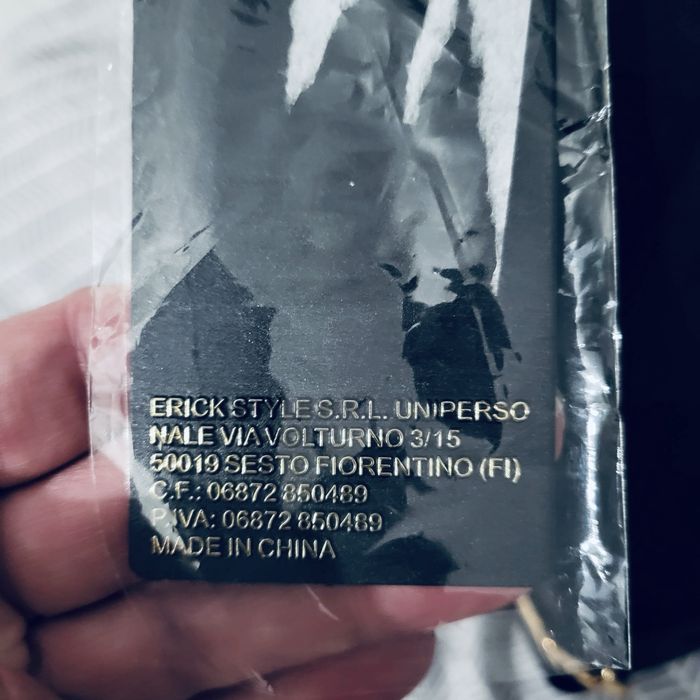 ERICK STYLE S.R.L. UNIPERSO
NALE VIA VOLTURNO 3/15
50019 SESTO FIORENTINO (FI)
C.F.: 06872 850489
P.IVA: 06872 850489
MADE IN CHINA